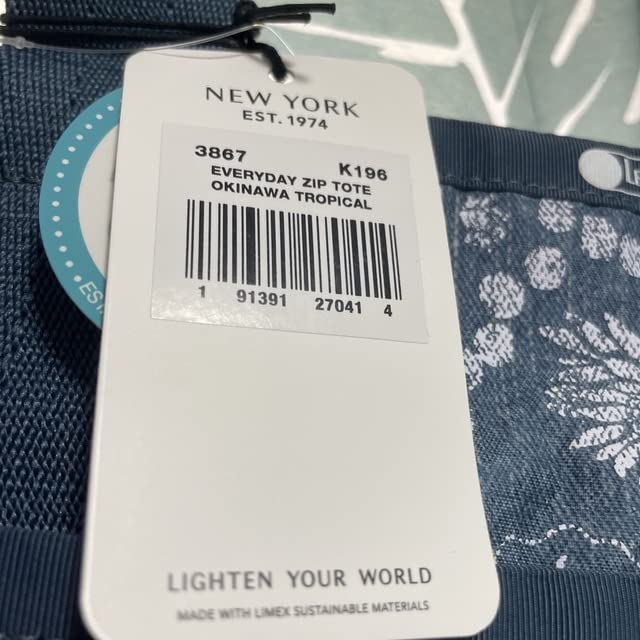 NEW YORK
EST. 1974
3867 K196
EVERYDAY ZIP TOTE
OKINAWA TROPICAL
1 91391 27041 4
LIGHTEN YOUR WORLD
MADE WITH LIMEX SUSTAINABLE MATERIALS